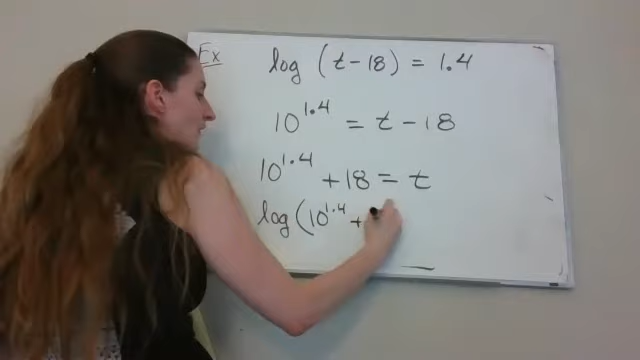 Ex log (t - 18) = 1.4
10^1.4 = t - 18
10^1.4 + 18 = t
log (10^1.4 +